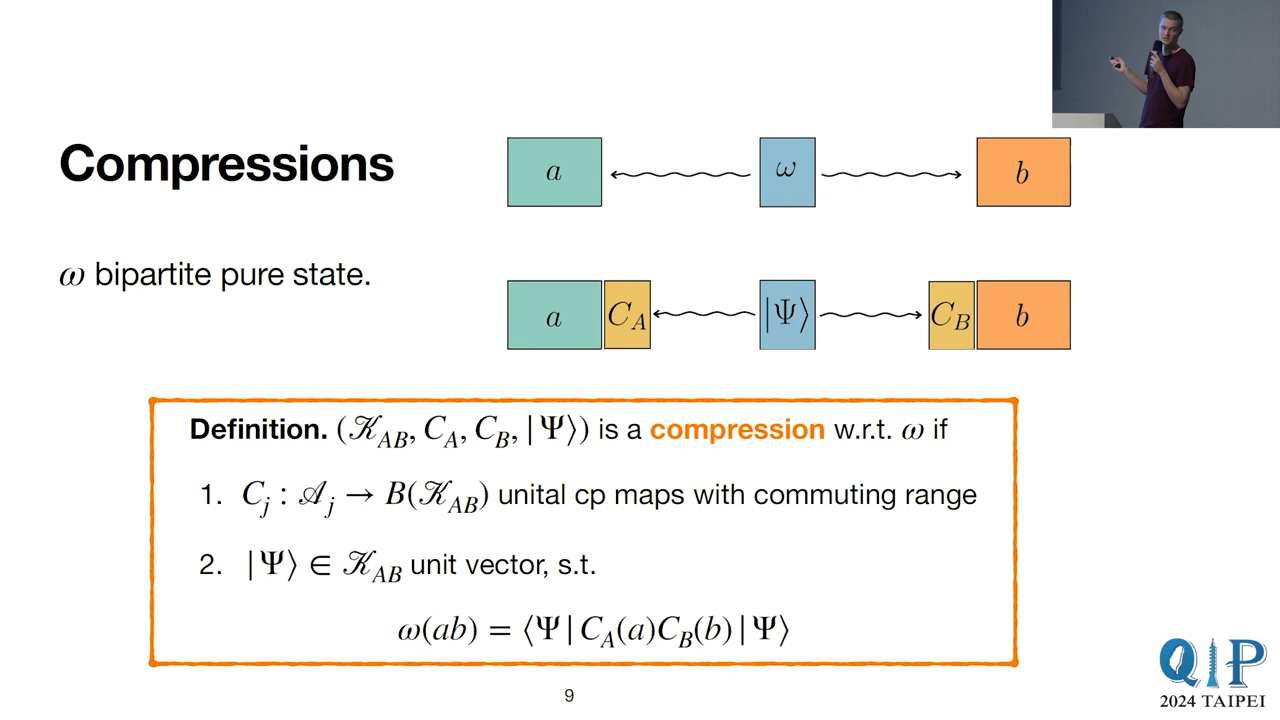 Compressions
a
ω
b
ω bipartite pure state.
a
C_A
|Ψ⟩
C_B
b
Definition. (𝒦_AB, C_A, C_B, |Ψ⟩) is a compression w.r.t. ω if
1. C_j : 𝒜_j → B(𝒦_AB) unital cp maps with commuting range
2. |Ψ⟩ ∈ 𝒦_AB unit vector, s.t.
ω(ab) = ⟨Ψ|C_A(a)C_B(b)|Ψ⟩
9
QIP
2024 TAIPEI